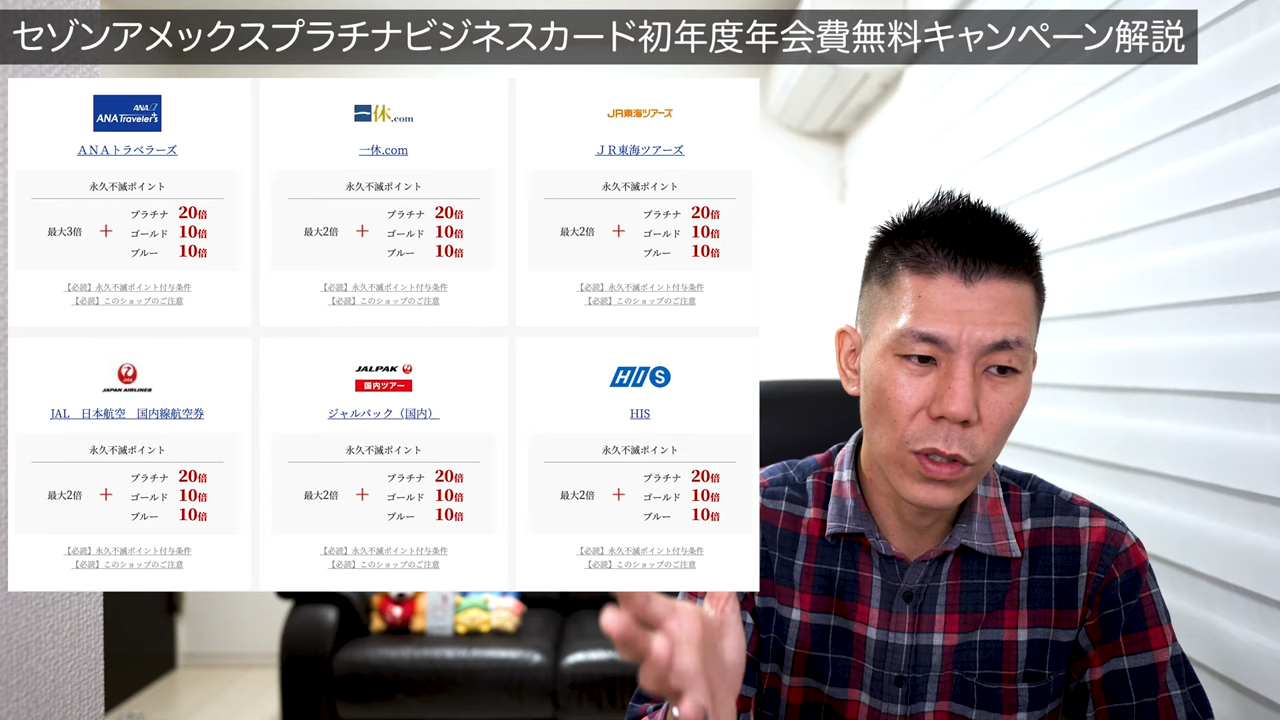 セゾンアメックスプラチナビジネスカード初年度年会費無料キャンペーン解説
ANA
ANA Traveler's
ANAトラベラーズ
永久不滅ポイント
最大3倍 + プラチナ 20倍
ゴールド 10倍
ブルー 10倍
【必読】永久不滅ポイント付与条件
【必読】このショップのご注意
一休.com
一休.com
永久不滅ポイント
最大2倍 + プラチナ 20倍
ゴールド 10倍
ブルー 10倍
【必読】永久不滅ポイント付与条件
【必読】このショップのご注意
JR東海ツアーズ
JR東海ツアーズ
永久不滅ポイント
最大2倍 + プラチナ 20倍
ゴールド 10倍
ブルー 10倍
【必読】永久不滅ポイント付与条件
【必読】このショップのご注意
JAPAN AIRLINES
JAL 日本航空 国内線航空券
永久不滅ポイント
最大2倍 + プラチナ 20倍
ゴールド 10倍
ブルー 10倍
【必読】永久不滅ポイント付与条件
【必読】このショップのご注意
JALPAK
国内ツアー
ジャルパック（国内）
永久不滅ポイント
最大2倍 + プラチナ 20倍
ゴールド 10倍
ブルー 10倍
【必読】永久不滅ポイント付与条件
【必読】このショップのご注意
HIS
HIS
永久不滅ポイント
最大2倍 + プラチナ 20倍
ゴールド 10倍
ブルー 10倍
【必読】永久不滅ポイント付与条件
【必読】このショップのご注意